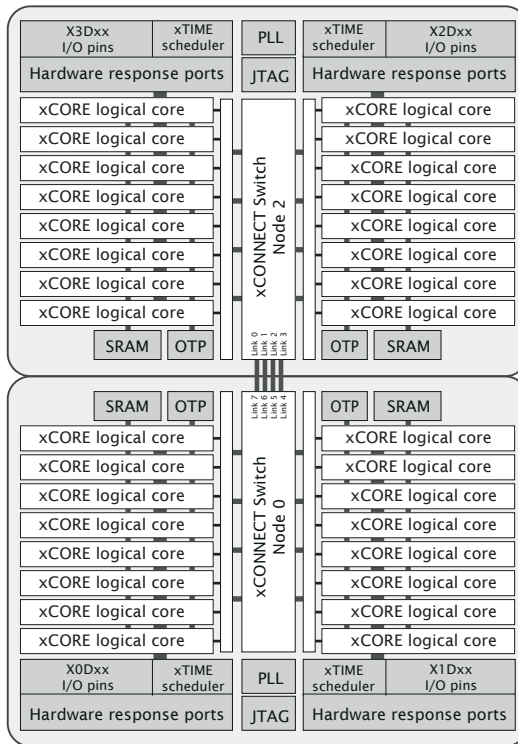 X3Dxx
I/O pins
xTIME
scheduler
Hardware response ports
PLL
JTAG
xTIME
scheduler
X2Dxx
I/O pins
Hardware response ports
xCORE logical core
xCORE logical core
xCORE logical core
xCORE logical core
xCORE logical core
xCORE logical core
xCORE logical core
xCORE logical core
SRAM
OTP
xCONNECT Switch
Node 2
Link 0
Link 1
Link 2
Link 3
xCORE logical core
xCORE logical core
xCORE logical core
xCORE logical core
xCORE logical core
xCORE logical core
xCORE logical core
xCORE logical core
OTP
SRAM
SRAM
OTP
xCORE logical core
xCORE logical core
xCORE logical core
xCORE logical core
xCORE logical core
xCORE logical core
xCORE logical core
xCORE logical core
X0Dxx
I/O pins
xTIME
scheduler
Hardware response ports
Link 7
Link 6
Link 5
Link 4
xCONNECT Switch
Node 0
PLL
JTAG
OTP
SRAM
xCORE logical core
xCORE logical core
xCORE logical core
xCORE logical core
xCORE logical core
xCORE logical core
xCORE logical core
xCORE logical core
xTIME
scheduler
X1Dxx
I/O pins
Hardware response ports